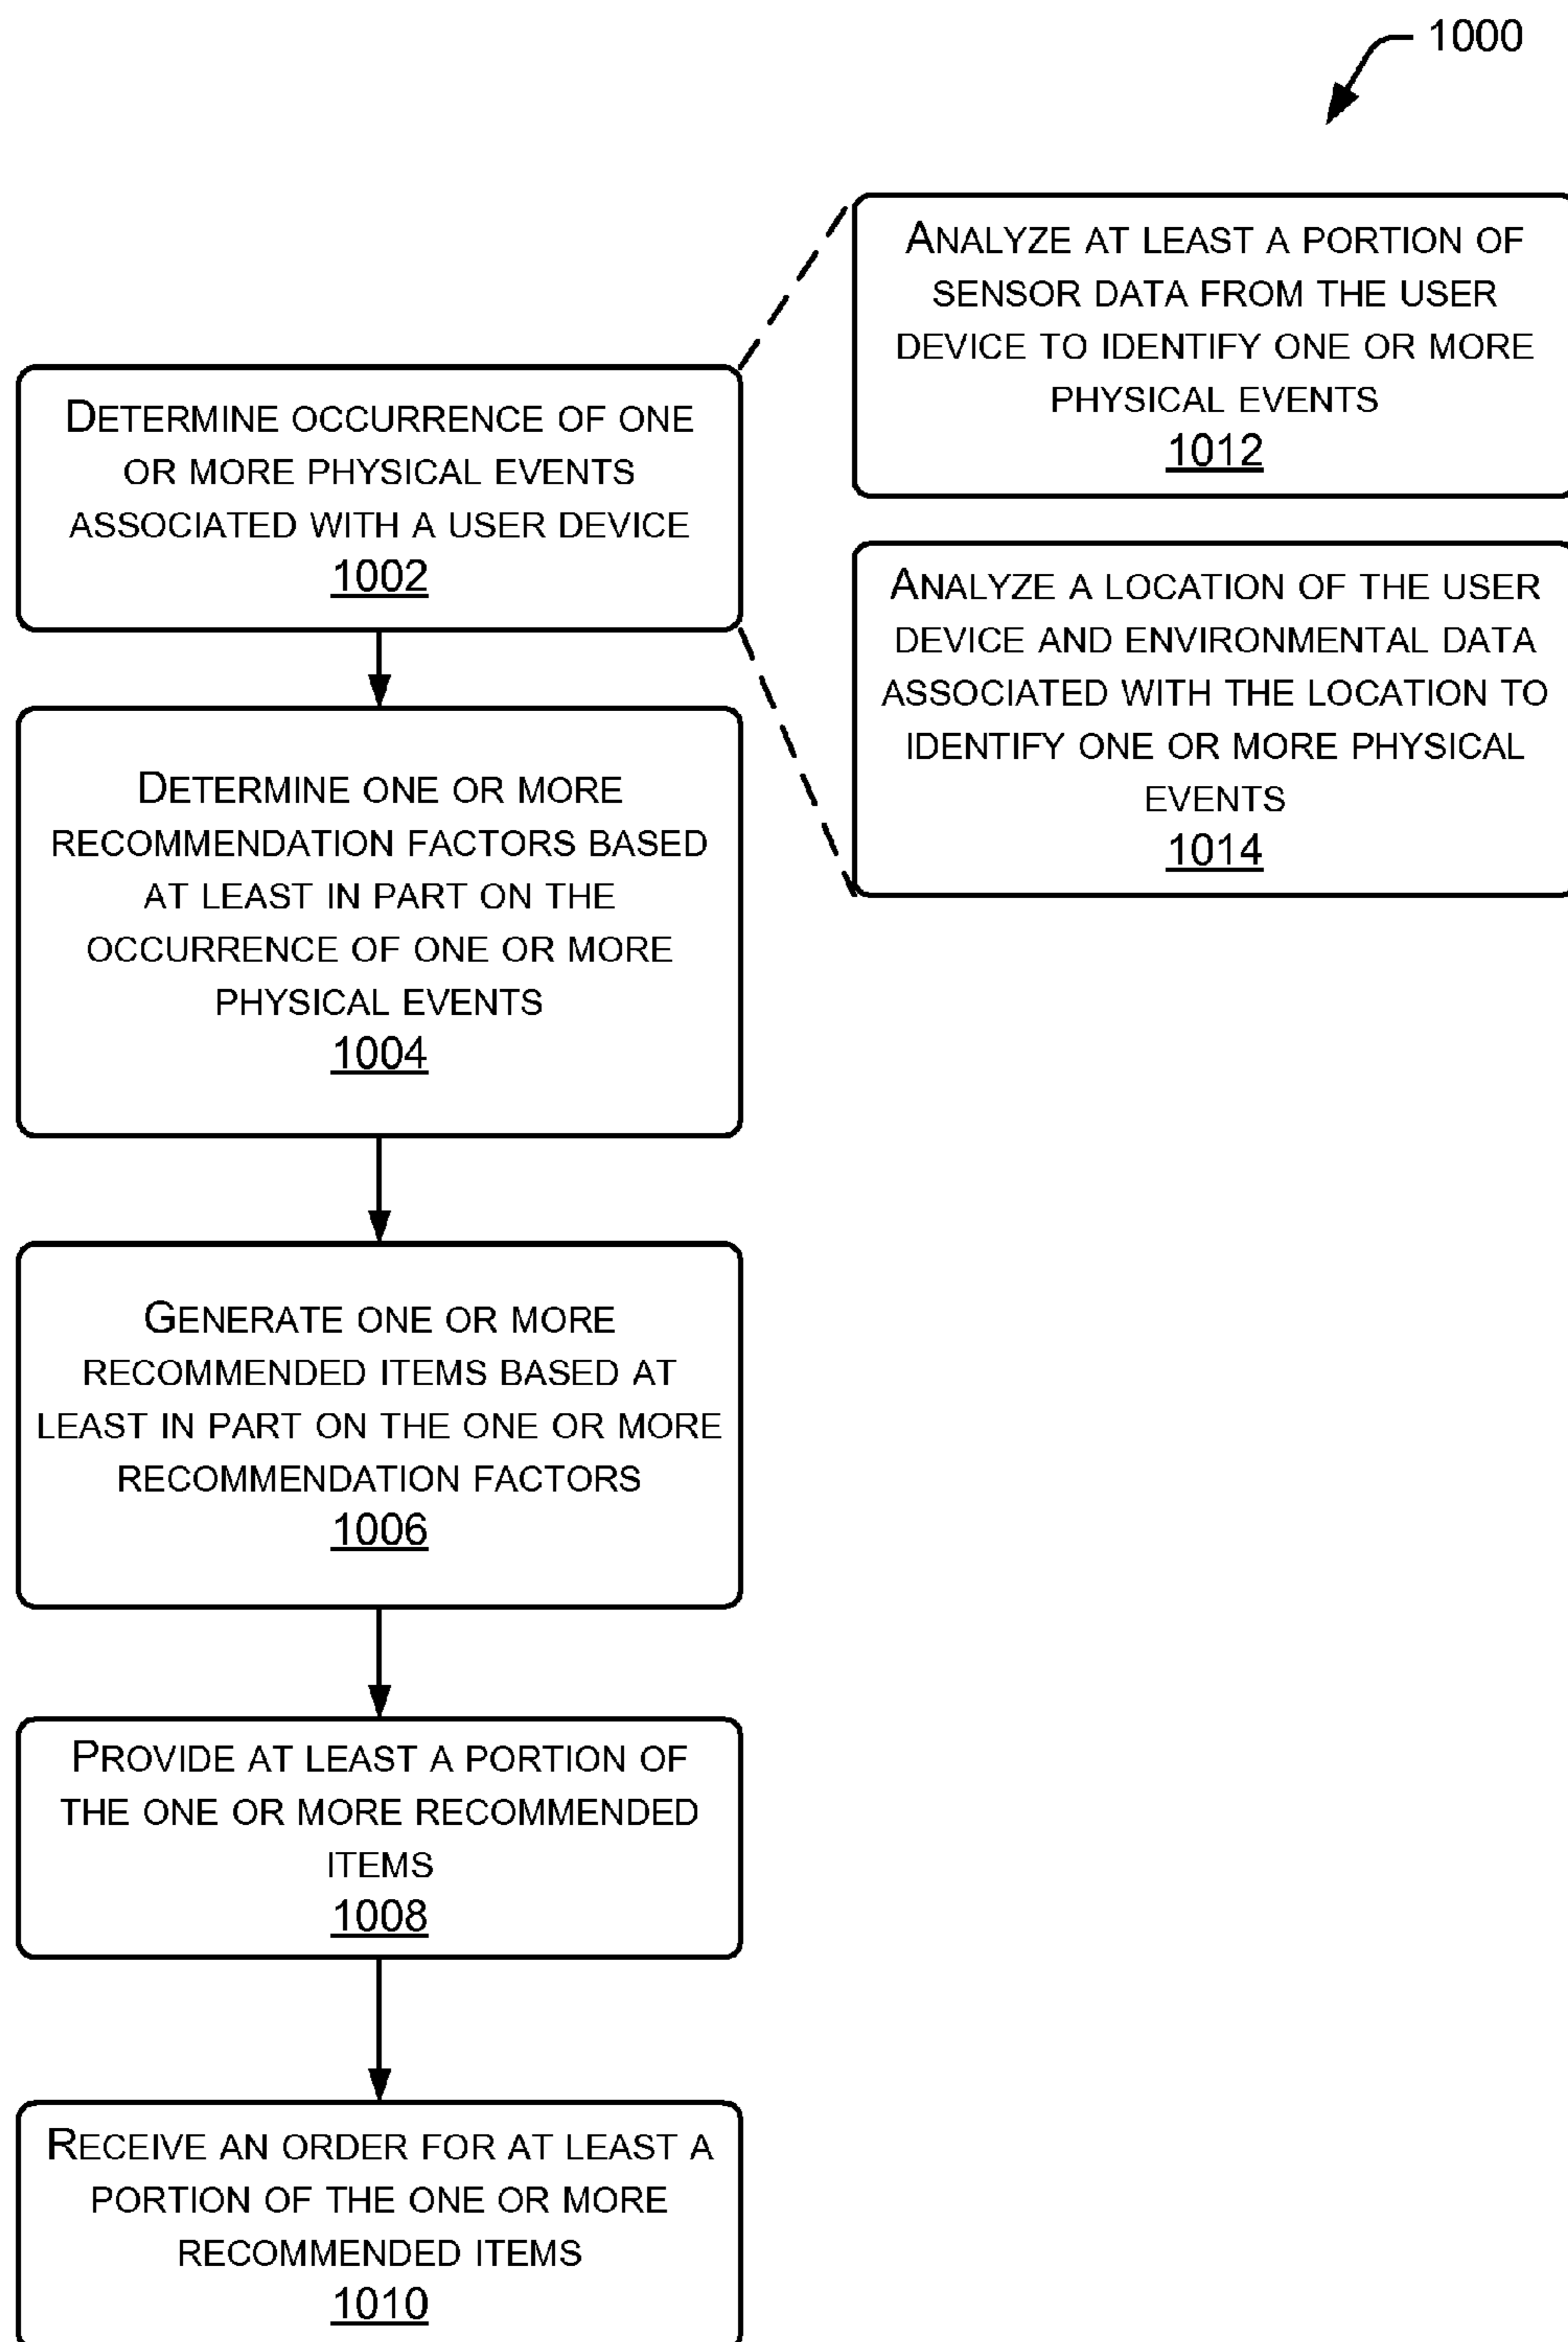 1000
DETERMINE OCCURRENCE OF ONE
OR MORE PHYSICAL EVENTS
ASSOCIATED WITH A USER DEVICE
1002
ANALYZE AT LEAST A PORTION OF
SENSOR DATA FROM THE USER
DEVICE TO IDENTIFY ONE OR MORE
PHYSICAL EVENTS
1012
ANALYZE A LOCATION OF THE USER
DEVICE AND ENVIRONMENTAL DATA
ASSOCIATED WITH THE LOCATION TO
IDENTIFY ONE OR MORE PHYSICAL
EVENTS
1014
DETERMINE ONE OR MORE
RECOMMENDATION FACTORS BASED
AT LEAST IN PART ON THE
OCCURRENCE OF ONE OR MORE
PHYSICAL EVENTS
1004
GENERATE ONE OR MORE
RECOMMENDED ITEMS BASED AT
LEAST IN PART ON THE ONE OR MORE
RECOMMENDATION FACTORS
1006
PROVIDE AT LEAST A PORTION OF
THE ONE OR MORE RECOMMENDED
ITEMS
1008
RECEIVE AN ORDER FOR AT LEAST A
PORTION OF THE ONE OR MORE
RECOMMENDED ITEMS
1010